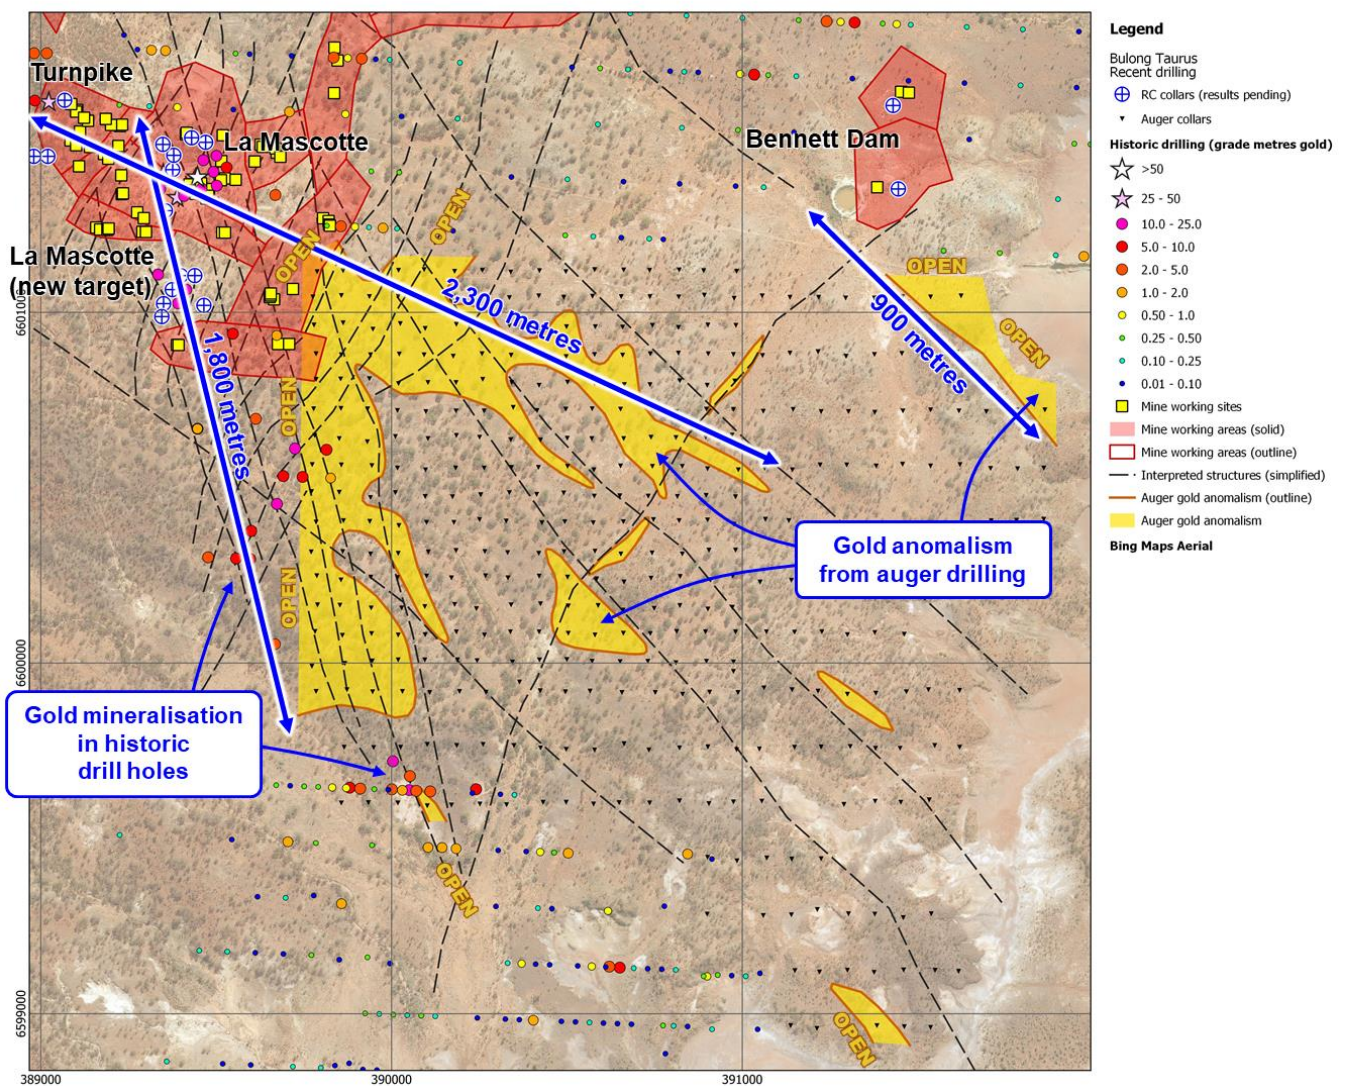 Turnpike
La Mascotte
Bennett Dam
La Mascotte
(new target)
OPEN
OPEN
OPEN
OPEN
OPEN
OPEN
OPEN
OPEN
2,300 metres
900 metres
1,800 metres
Gold anomalism
from auger drilling
Gold mineralisation
in historic
drill holes
6601000
6600000
6599000
389000
390000
391000
Legend
Bulong Taurus
Recent drilling
RC collars (results pending)
Auger collars
Historic drilling (grade metres gold)
>50
25 - 50
10.0 - 25.0
5.0 - 10.0
2.0 - 5.0
1.0 - 2.0
0.50 - 1.0
0.25 - 0.50
0.10 - 0.25
0.01 - 0.10
Mine working sites
Mine working areas (solid)
Mine working areas (outline)
Interpreted structures (simplified)
Auger gold anomalism (outline)
Auger gold anomalism
Bing Maps Aerial